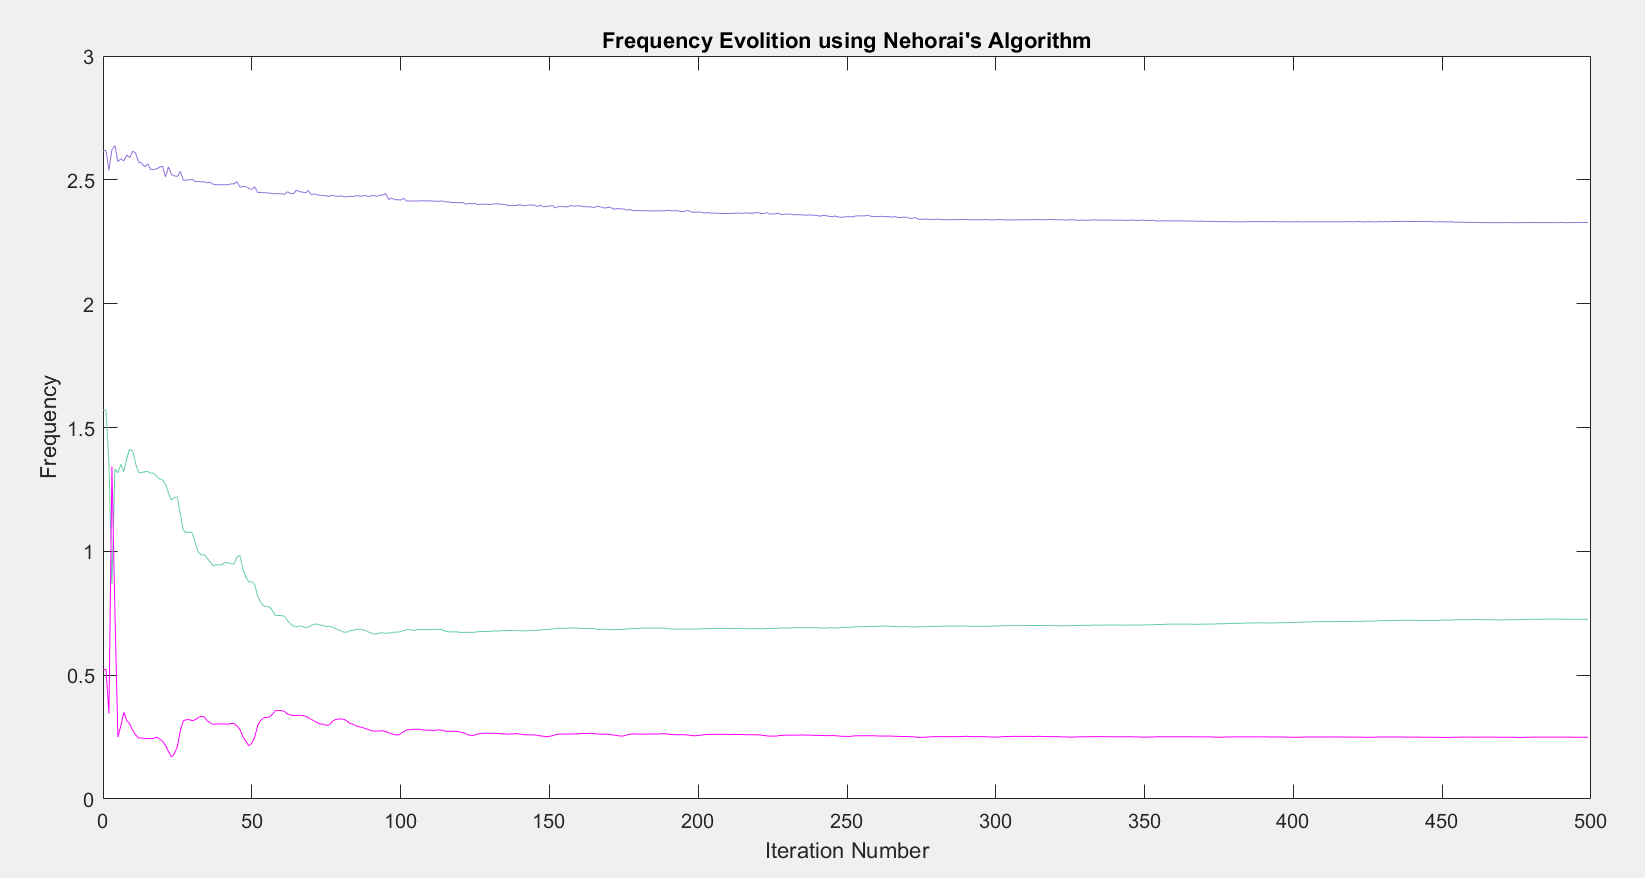 Frequency Evolition using Nehorai's Algorithm
3
2.5
2
1.5
1
0.5
0
Frequency
0 50 100 150 200 250 300 350 400 450 500
Iteration Number